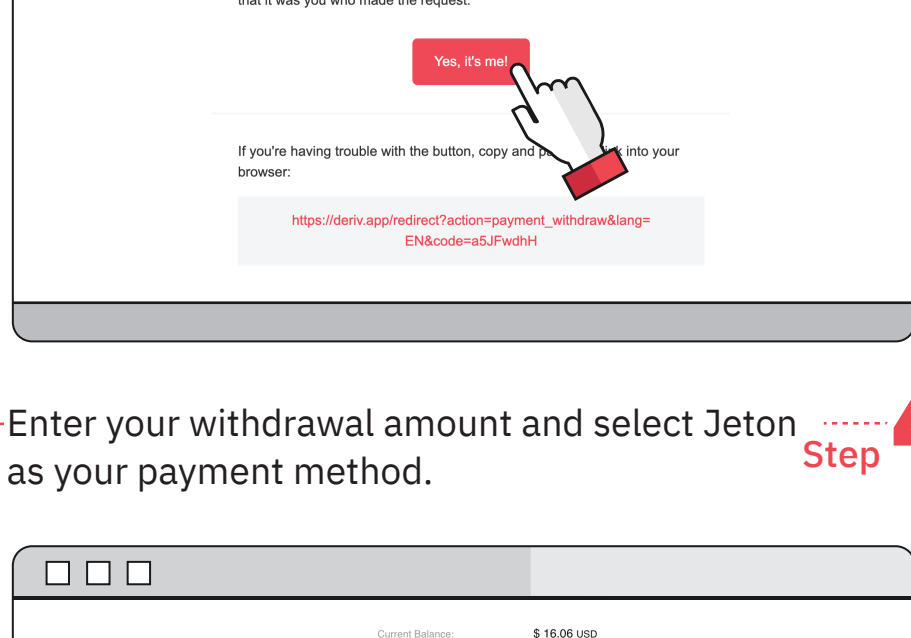 that it was you who made the request.
Yes, it's me!
If you're having trouble with the button, copy and into your
browser:
https://deriv.app/redirect?action=payment_withdraw&lang=
EN&code=a5JFwdhH
Enter your withdrawal amount and select Jeton
as your payment method.
Step
Current Balance: $ 16.06 USD